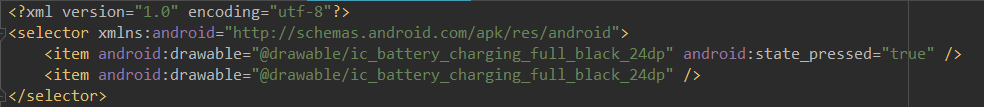 <?xml version="1.0" encoding="utf-8"?>
<selector xmlns:android="http://schemas.android.com/apk/res/android">
    <item android:drawable="@drawable/ic_battery_charging_full_black_24dp" android:state_pressed="true" />
    <item android:drawable="@drawable/ic_battery_charging_full_black_24dp" />
</selector>